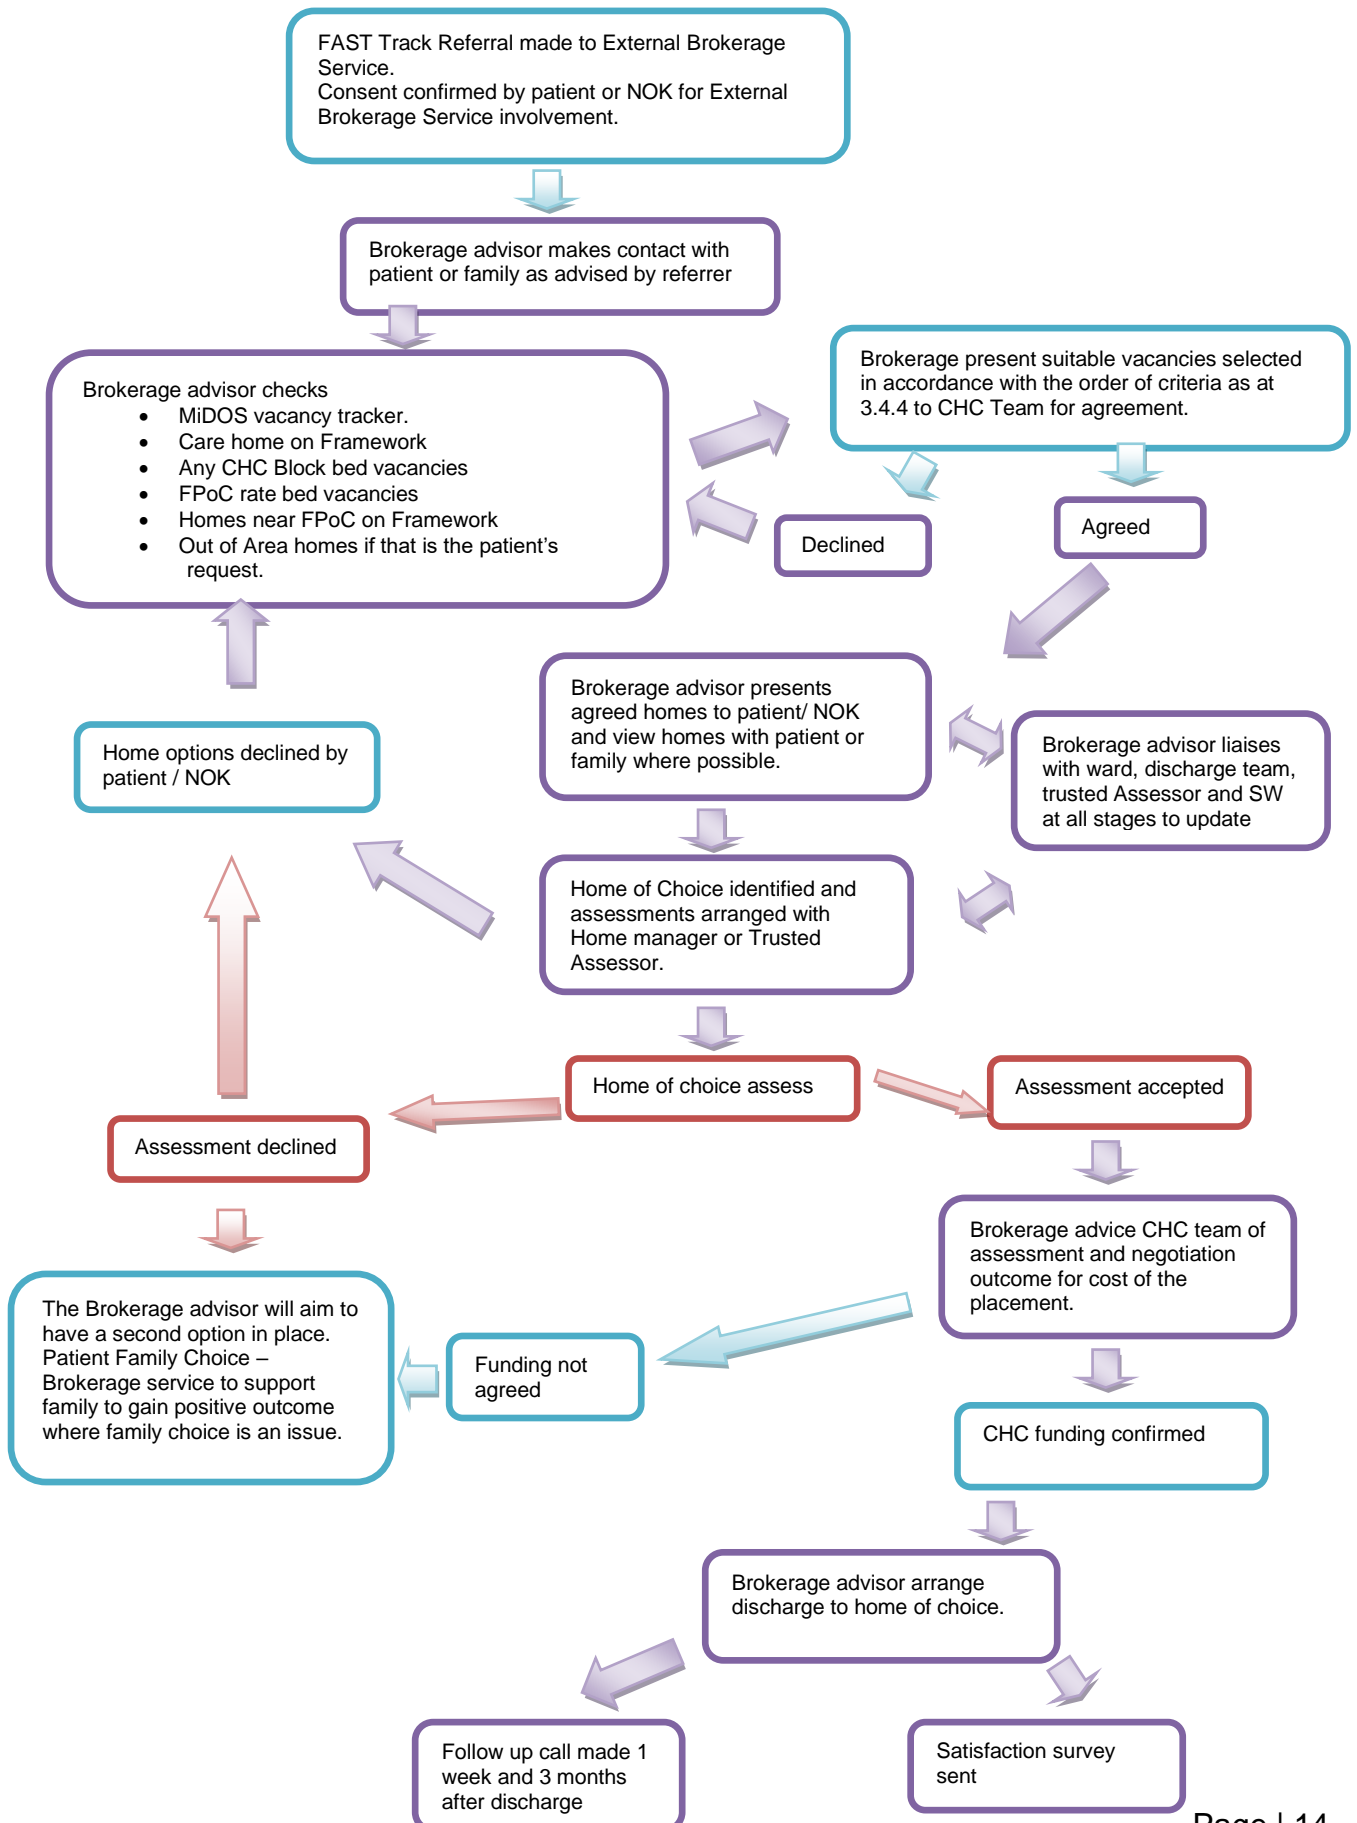 FAST Track Referral made to External Brokerage
Service.
Consent confirmed by patient or NOK for External
Brokerage Service involvement.
Brokerage advisor makes contact with
patient or family as advised by referrer
Brokerage advisor checks
• MiDOS vacancy tracker.
• Care home on Framework
• Any CHC Block bed vacancies
• FPoC rate bed vacancies
• Homes near FPoC on Framework
• Out of Area homes if that is the patient's
request.
Brokerage present suitable vacancies selected
in accordance with the order of criteria as at
3.4.4 to CHC Team for agreement.
Declined
Agreed
Brokerage advisor presents
agreed homes to patient/ NOK
and view homes with patient or
family where possible.
Brokerage advisor liaises
with ward, discharge team,
trusted Assessor and SW
at all stages to update
Home options declined by
patient / NOK
Home of Choice identified and
assessments arranged with
Home manager or Trusted
Assessor.
Home of choice assess
Assessment accepted
Assessment declined
Brokerage advice CHC team of
assessment and negotiation
outcome for cost of the
placement.
The Brokerage advisor will aim to
have a second option in place.
Patient Family Choice –
Brokerage service to support
family to gain positive outcome
where family choice is an issue.
Funding not
agreed
CHC funding confirmed
Brokerage advisor arrange
discharge to home of choice.
Follow up call made 1
week and 3 months
after discharge
Satisfaction survey
sent
Page | 14